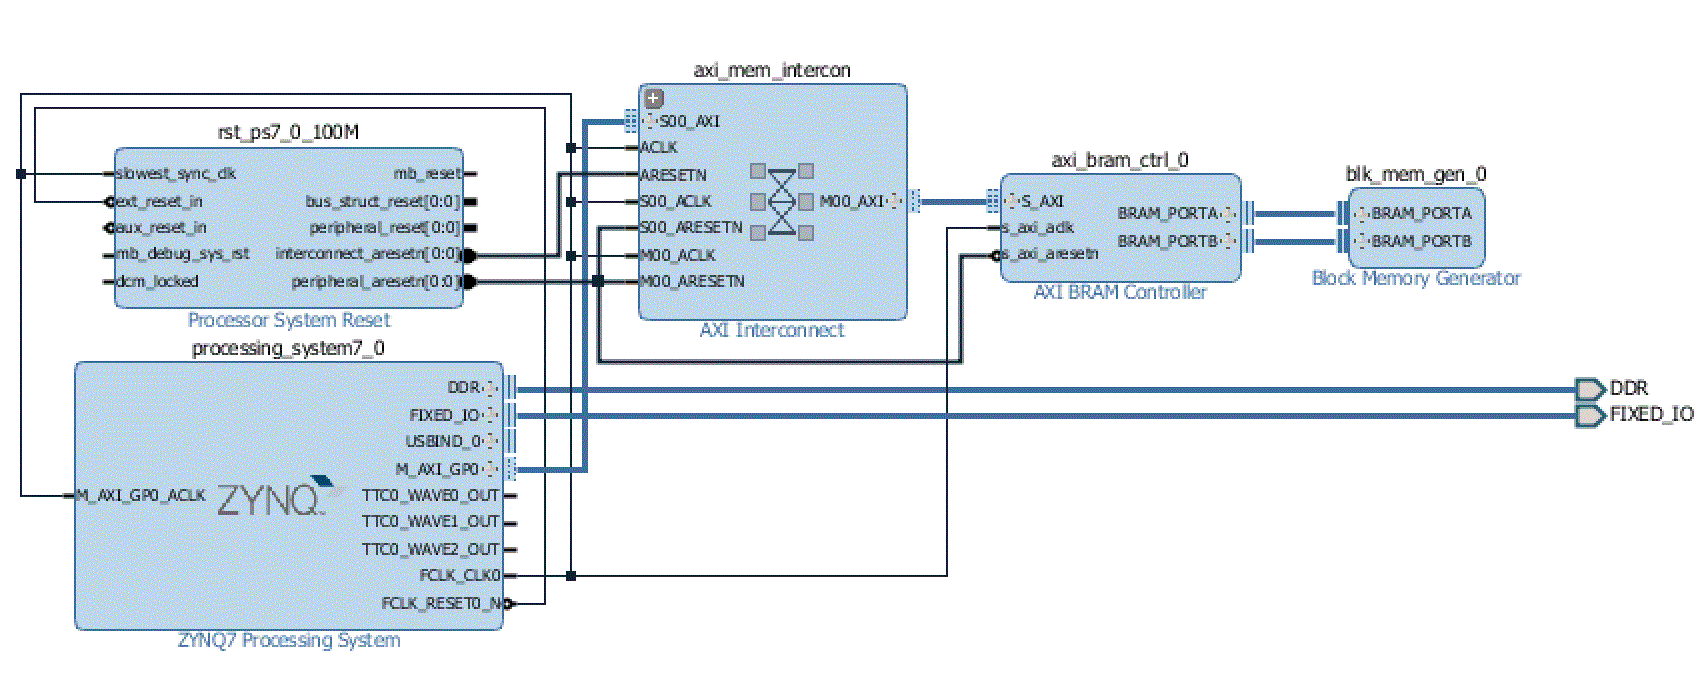 axi_mem_intercon
S00_AXI
ACLK
ARESETN
S00_ACLK
S00_ARESETN
M00_ACLK
M00_ARESETN
M00_AXI
AXI Interconnect
rst_ps7_0_100M
slowest_sync_clk
ext_reset_in
aux_reset_in
mb_debug_sys_rst
dcm_locked
mb_reset
bus_struct_reset[0:0]
peripheral_reset[0:0]
interconnect_aresetn[0:0]
peripheral_aresetn[0:0]
Processor System Reset
axi_bram_ctrl_0
S_AXI
s_axi_aclk
s_axi_aresetn
BRAM_PORTA
BRAM_PORTB
AXI BRAM Controller
blk_mem_gen_0
BRAM_PORTA
BRAM_PORTB
Block Memory Generator
processing_system7_0
M_AXI_GP0_ACLK
ZYNQ
DDR
FIXED_IO
USBIND_0
M_AXI_GP0
TTC0_WAVE0_OUT
TTC0_WAVE1_OUT
TTC0_WAVE2_OUT
FCLK_CLK0
FCLK_RESET0_N
ZYNQ7 Processing System
DDR
FIXED_IO